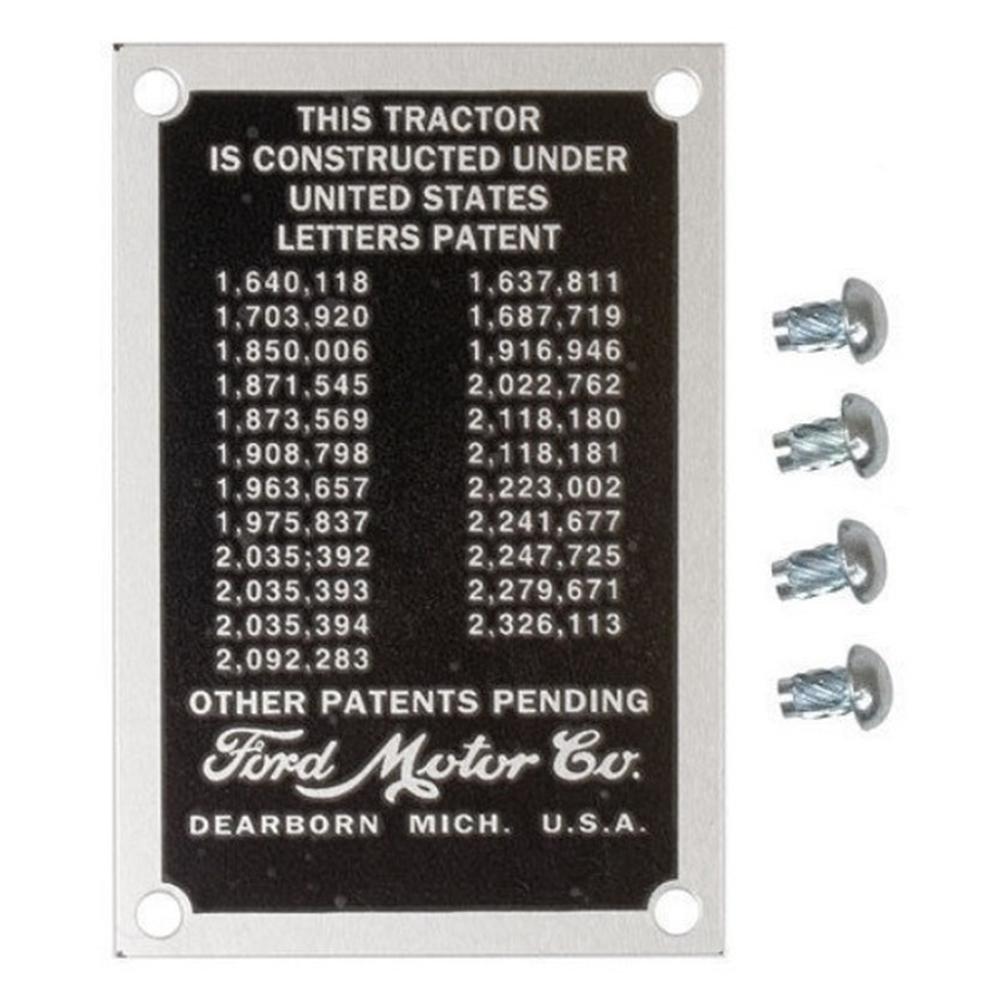 THIS TRACTOR
IS CONSTRUCTED UNDER
UNITED STATES
LETTERS PATENT
1,640,118 1,637,811
1,703,920 1,687,719
1,850,006 1,916,946
1,871,545 2,022,762
1,873,569 2,118,180
1,908,798 2,118,181
1,963,657 2,223,002
1,975,837 2,241,677
2,035;392 2,247,725
2,035,393 2,279,671
2,035,394 2,326,113
2,092,283
OTHER PATENTS PENDING
Ford Motor Co.
DEARBORN MICH. U.S.A.